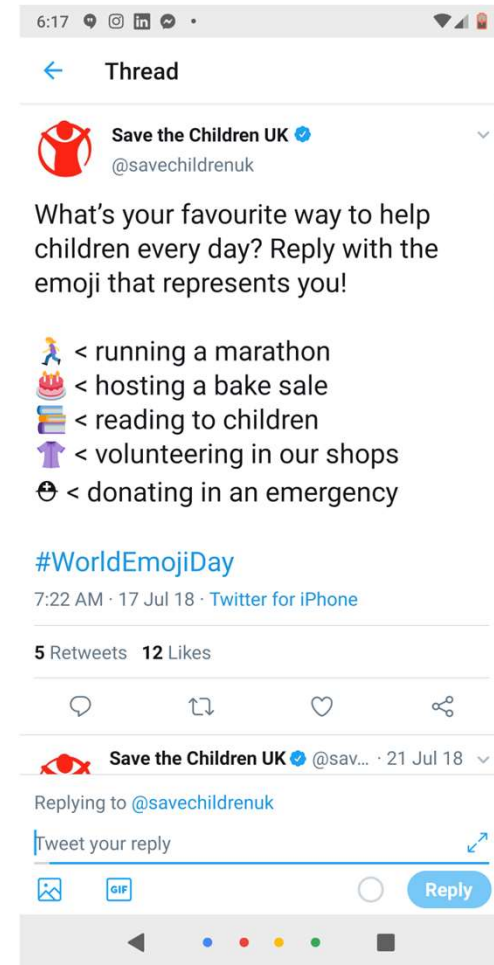 6:17
Thread
Save the Children UK
@savechildrenuk
What's your favourite way to help
children every day? Reply with the
emoji that represents you!
🏃‍♀️ < running a marathon
🎂 < hosting a bake sale
📚 < reading to children
👚 < volunteering in our shops
⛑ < donating in an emergency
#WorldEmojiDay
7:22 AM · 17 Jul 18 · Twitter for iPhone
5 Retweets 12 Likes
Save the Children UK @sav... · 21 Jul 18
Replying to @savechildrenuk
Tweet your reply
GIF
Reply